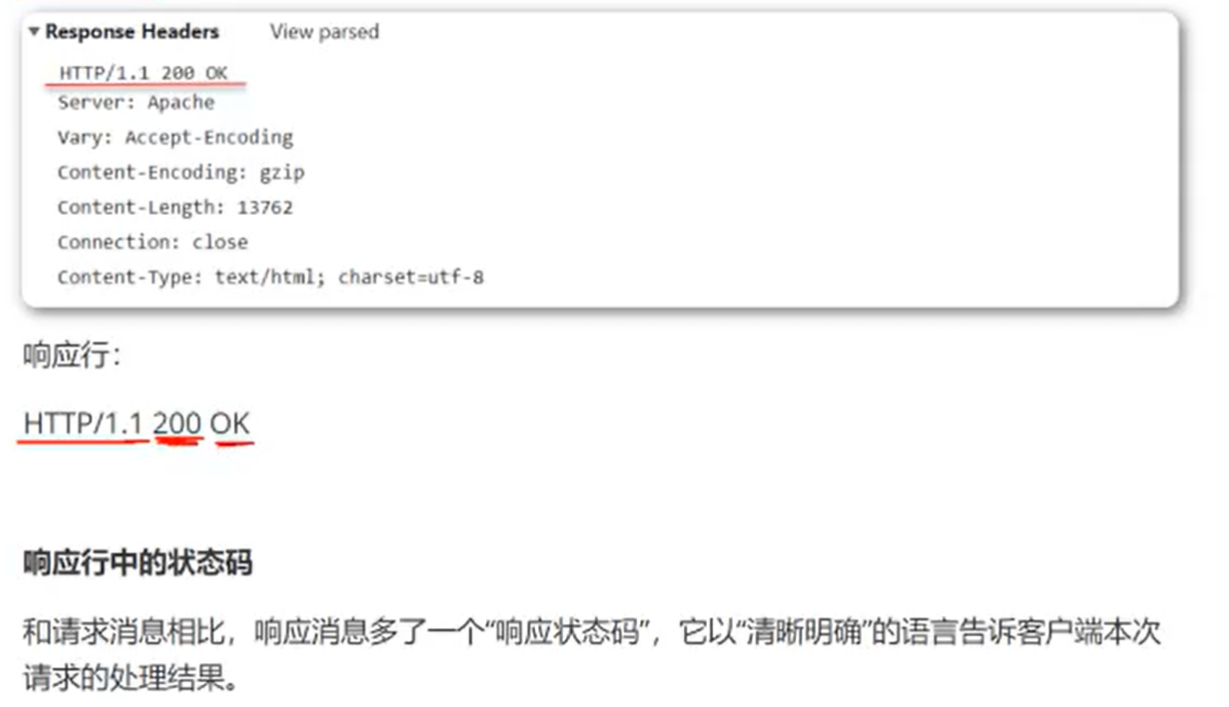 Response Headers View parsed
HTTP/1.1 200 OK
Server: Apache
Vary: Accept-Encoding
Content-Encoding: gzip
Content-Length: 13762
Connection: close
Content-Type: text/html; charset=utf-8
响应行：
HTTP/1.1 200 OK
响应行中的状态码
和请求消息相比，响应消息多了一个“响应状态码”，它以“清晰明确”的语言告诉客户端本次
请求的处理结果。